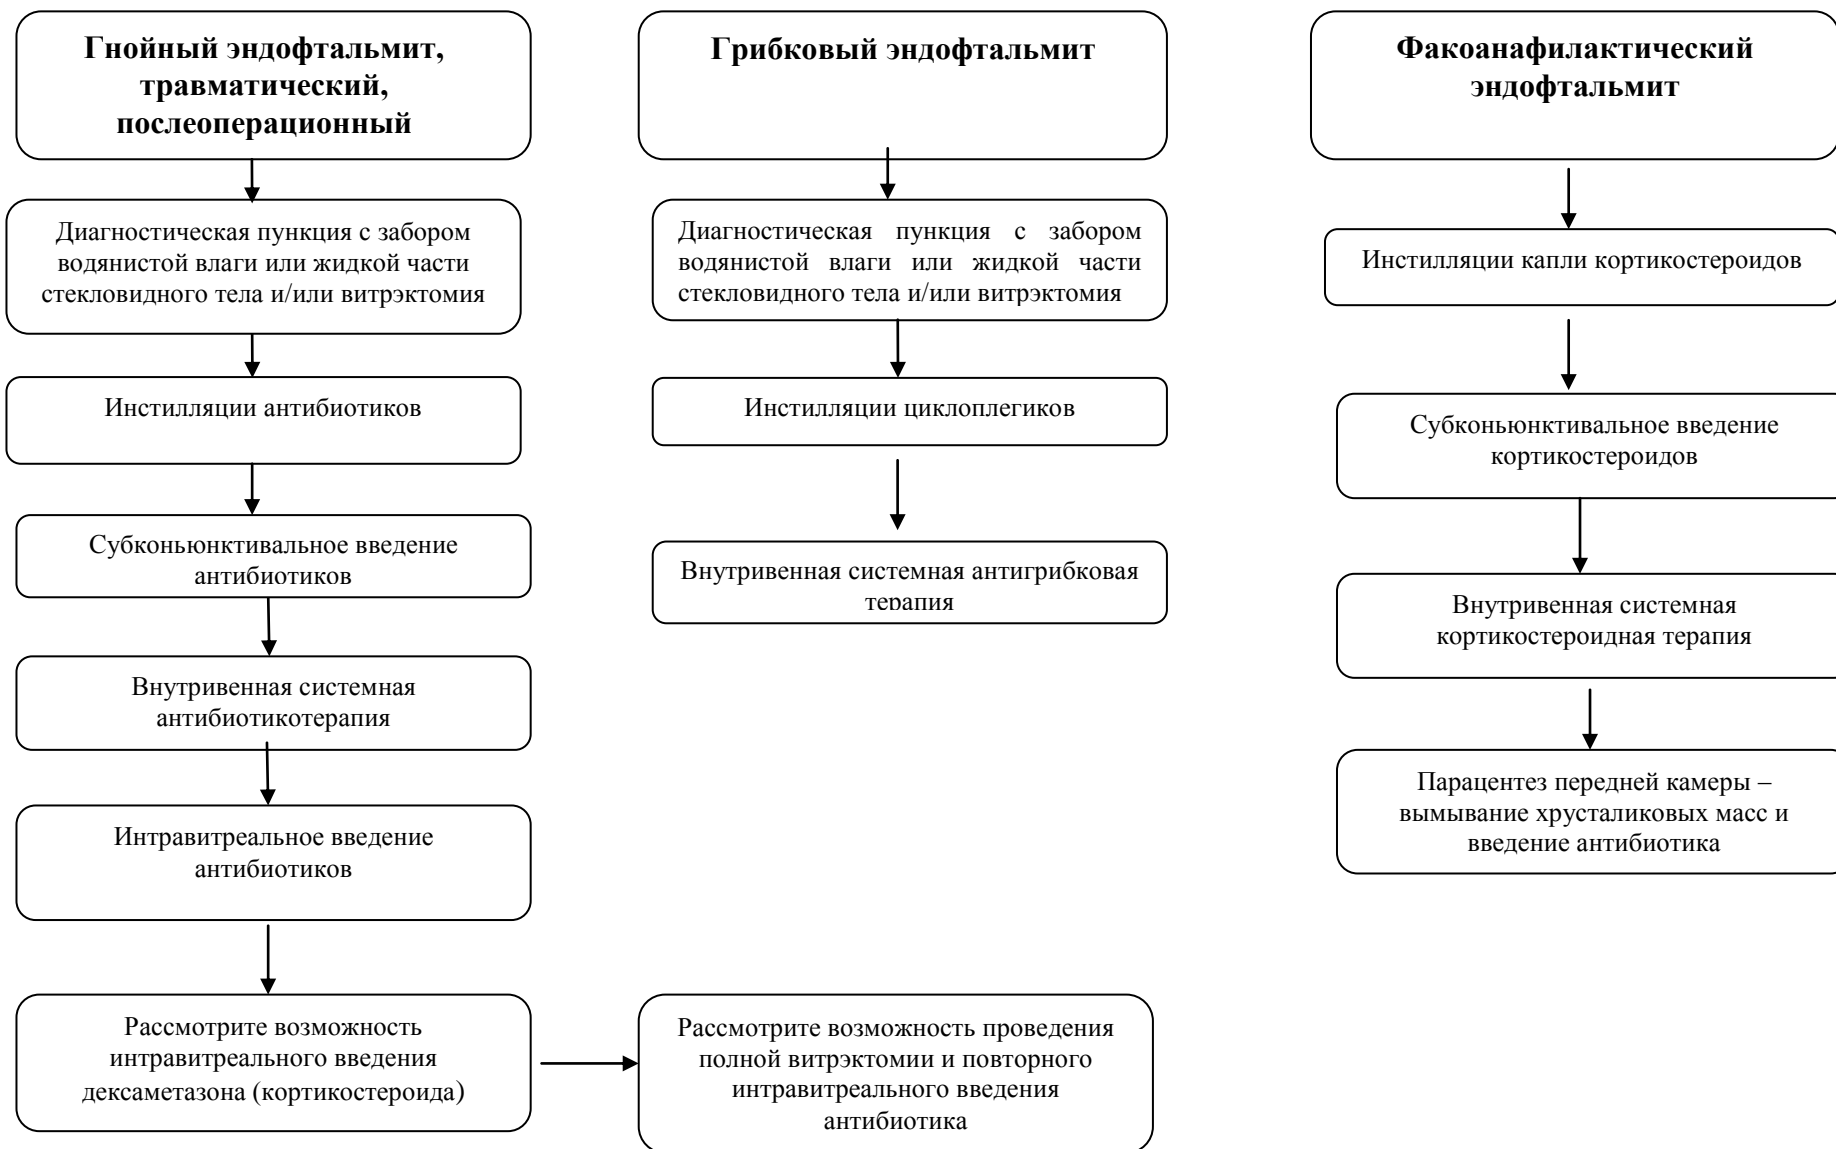 Гнойный эндофтальмит,
травматический,
послеоперационный
Диагностическая пункция с забором
водянистой влаги или жидкой части
стекловидного тела и/или витрэктомия
Инстилляции антибиотиков
Субконьюнктивальное введение
антибиотиков
Внутривенная системная
антибиотикотерапия
Интравитреальное введение
антибиотиков
Рассмотрите возможность
интравитреального введения
дексаметазона (кортикостероида)
Рассмотрите возможность проведения
полной витрэктомии и повторного
интравитреального введения
антибиотика
Грибковый эндофтальмит
Диагностическая пункция с забором
водянистой влаги или жидкой части
стекловидного тела и/или витрэктомия
Инстилляции циклоплегиков
Внутривенная системная антигрибковая
терапия
Факоанафилактический
эндофтальмит
Инстилляции капли кортикостероидов
Субконьюнктивальное введение
кортикостероидов
Внутривенная системная
кортикостероидная терапия
Парацентез передней камеры –
вымывание хрусталиковых масс и
введение антибиотика